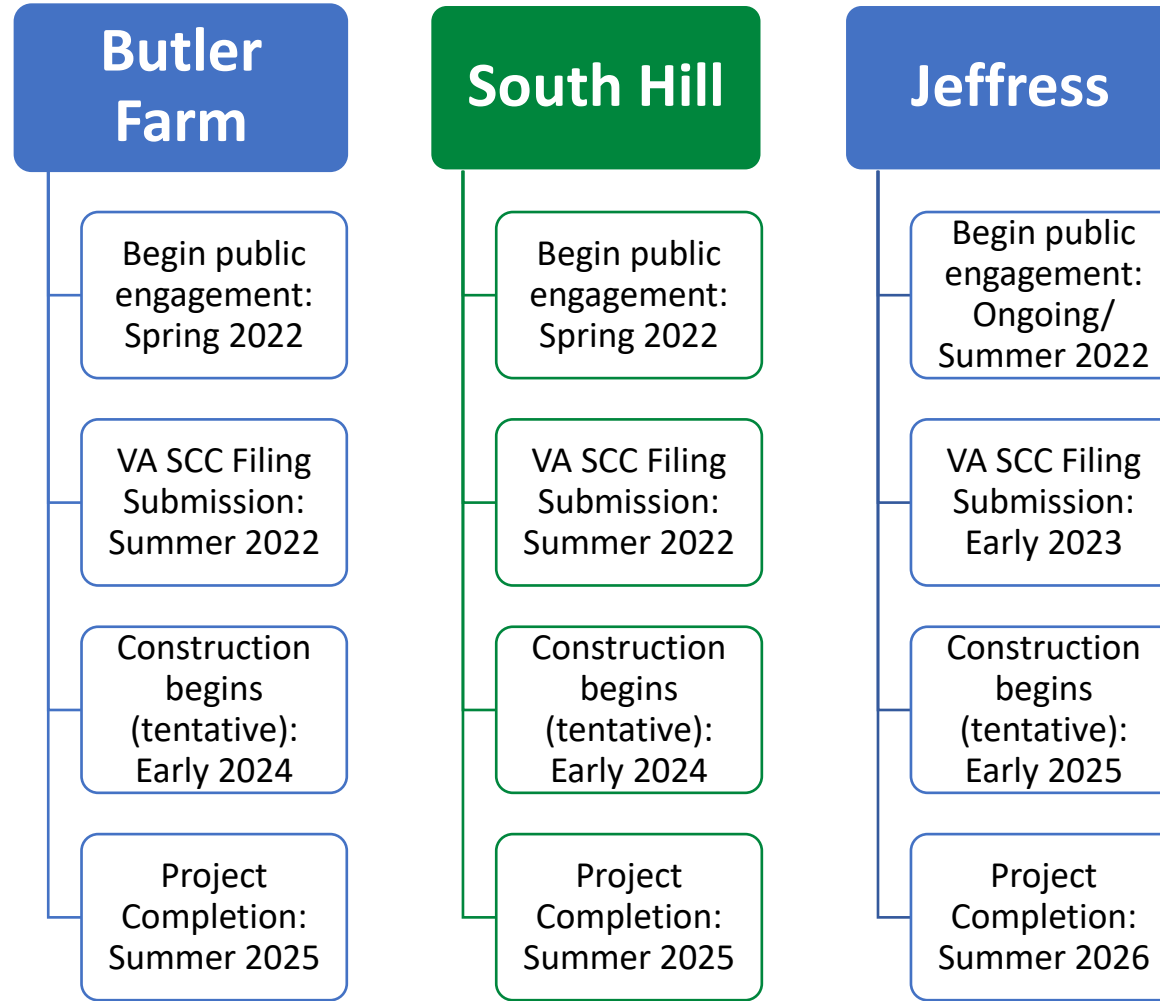 Butler
Farm
Begin public
engagement:
Spring 2022
VA SCC Filing
Submission:
Summer 2022
Construction
begins
(tentative):
Early 2024
Project
Completion:
Summer 2025
South Hill
Begin public
engagement:
Spring 2022
VA SCC Filing
Submission:
Summer 2022
Construction
begins
(tentative):
Early 2024
Project
Completion:
Summer 2025
Jeffress
Begin public
engagement:
Ongoing/
Summer 2022
VA SCC Filing
Submission:
Early 2023
Construction
begins
(tentative):
Early 2025
Project
Completion:
Summer 2026